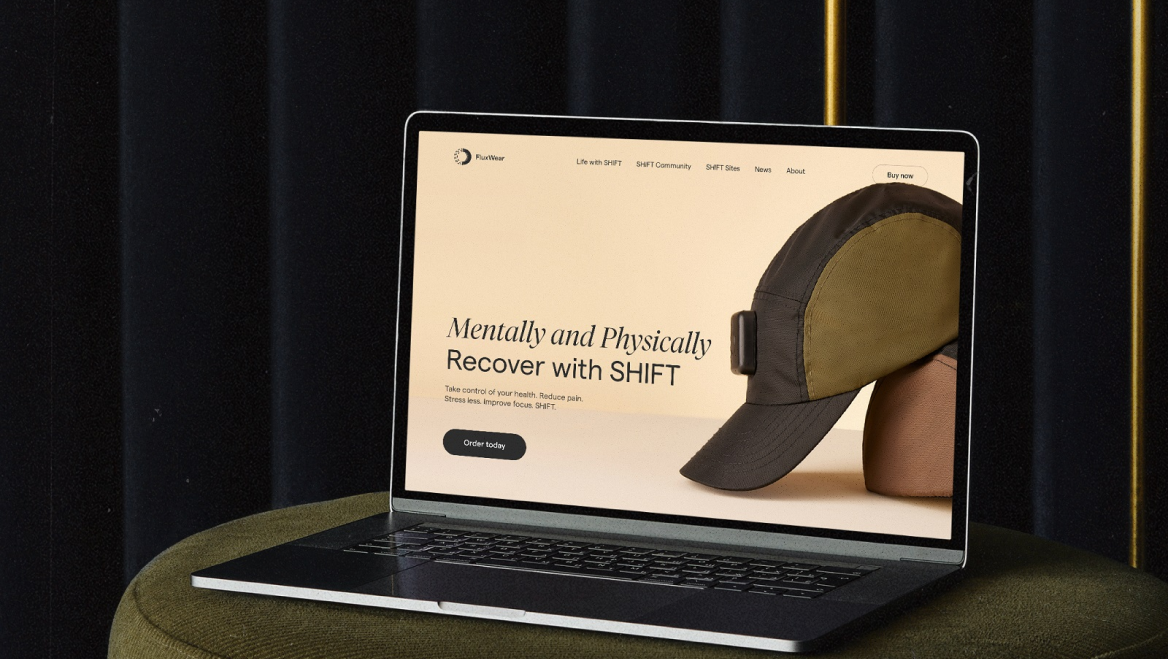 FluxWear
Life with SHIFT SHIFT Community SHIFT Sites News About
Buy now
Mentally and Physically
Recover with SHIFT
Take control of your health. Reduce pain.
Stress less. Improve focus. SHIFT.
Order today